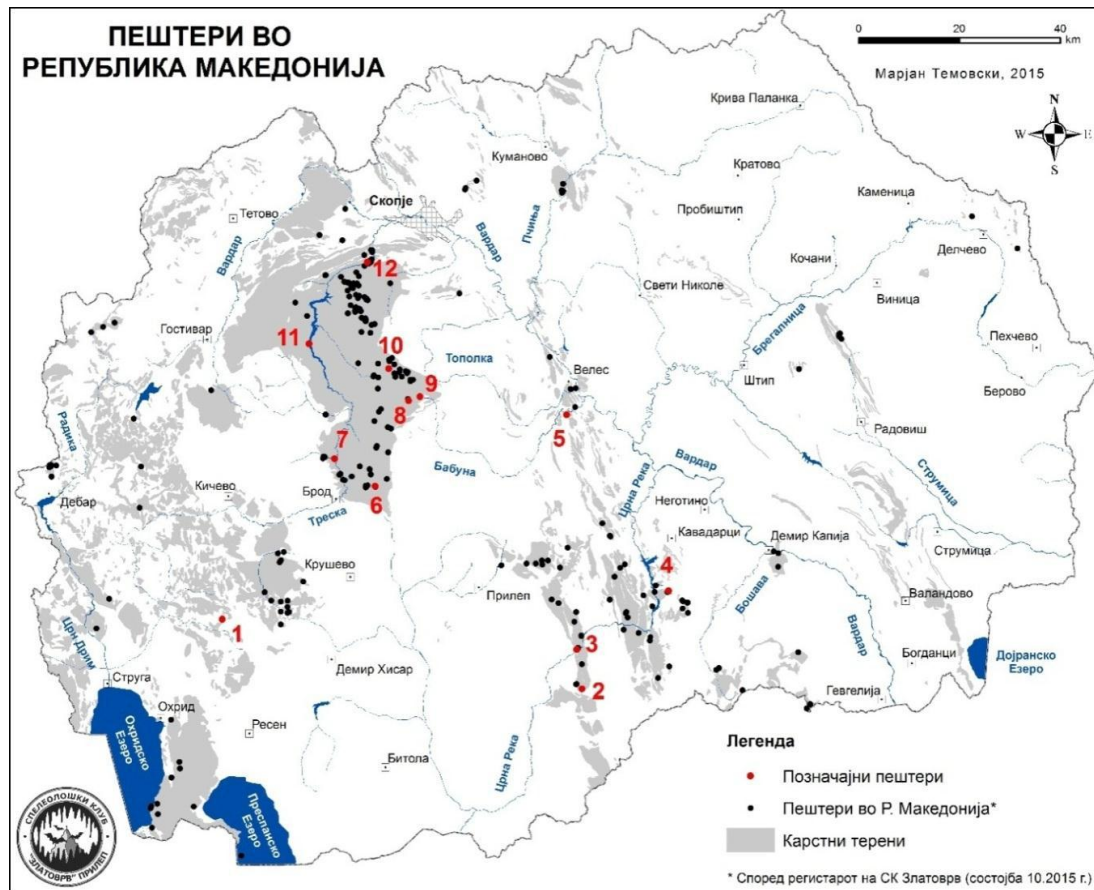 ПЕШТЕРИ ВО
РЕПУБЛИКА МАКЕДОНИЈА
0 20 40
km
Марјан Темовски, 2015
N
W E
S
Крива Паланка
Куманово
Кратово
Каменица
Скопје
Тетово
Пчиња
Пробиштип
Вардар
Вардар
Делчево
Кочани
12
Виница
Свети Николе
Брегалница
Пехчево
11
Гостивар
10
Тополка
Велес
Штип
Берово
9
8
5
Радовиш
Радика
7
Бабуна
Црна Река
Вардар
Струмица
Кичево
Дебар
Брод
6
Неготино
Треска
Кавадарци
Демир Капија
Струмица
4
Крушево
Прилеп
Бошава
Валандово
1
Црн Дрим
3
Вардар
Демир Хисар
Богданци
Дојранско
Езеро
Струга
2
Гевгелија
Охрид
Ресен
Охридско
Езеро
Битола
Црна Река
Преспанско
Езеро
Легенда
Позначајни пештери
Пештери во Р. Македонија*
Карстни терени
* Според регистарот на СК Златоврв (состојба 10.2015 г.)
СПЕЛЕОЛОШКИ КЛУБ
"ЗЛАТОВРВ" ПРИЛЕП